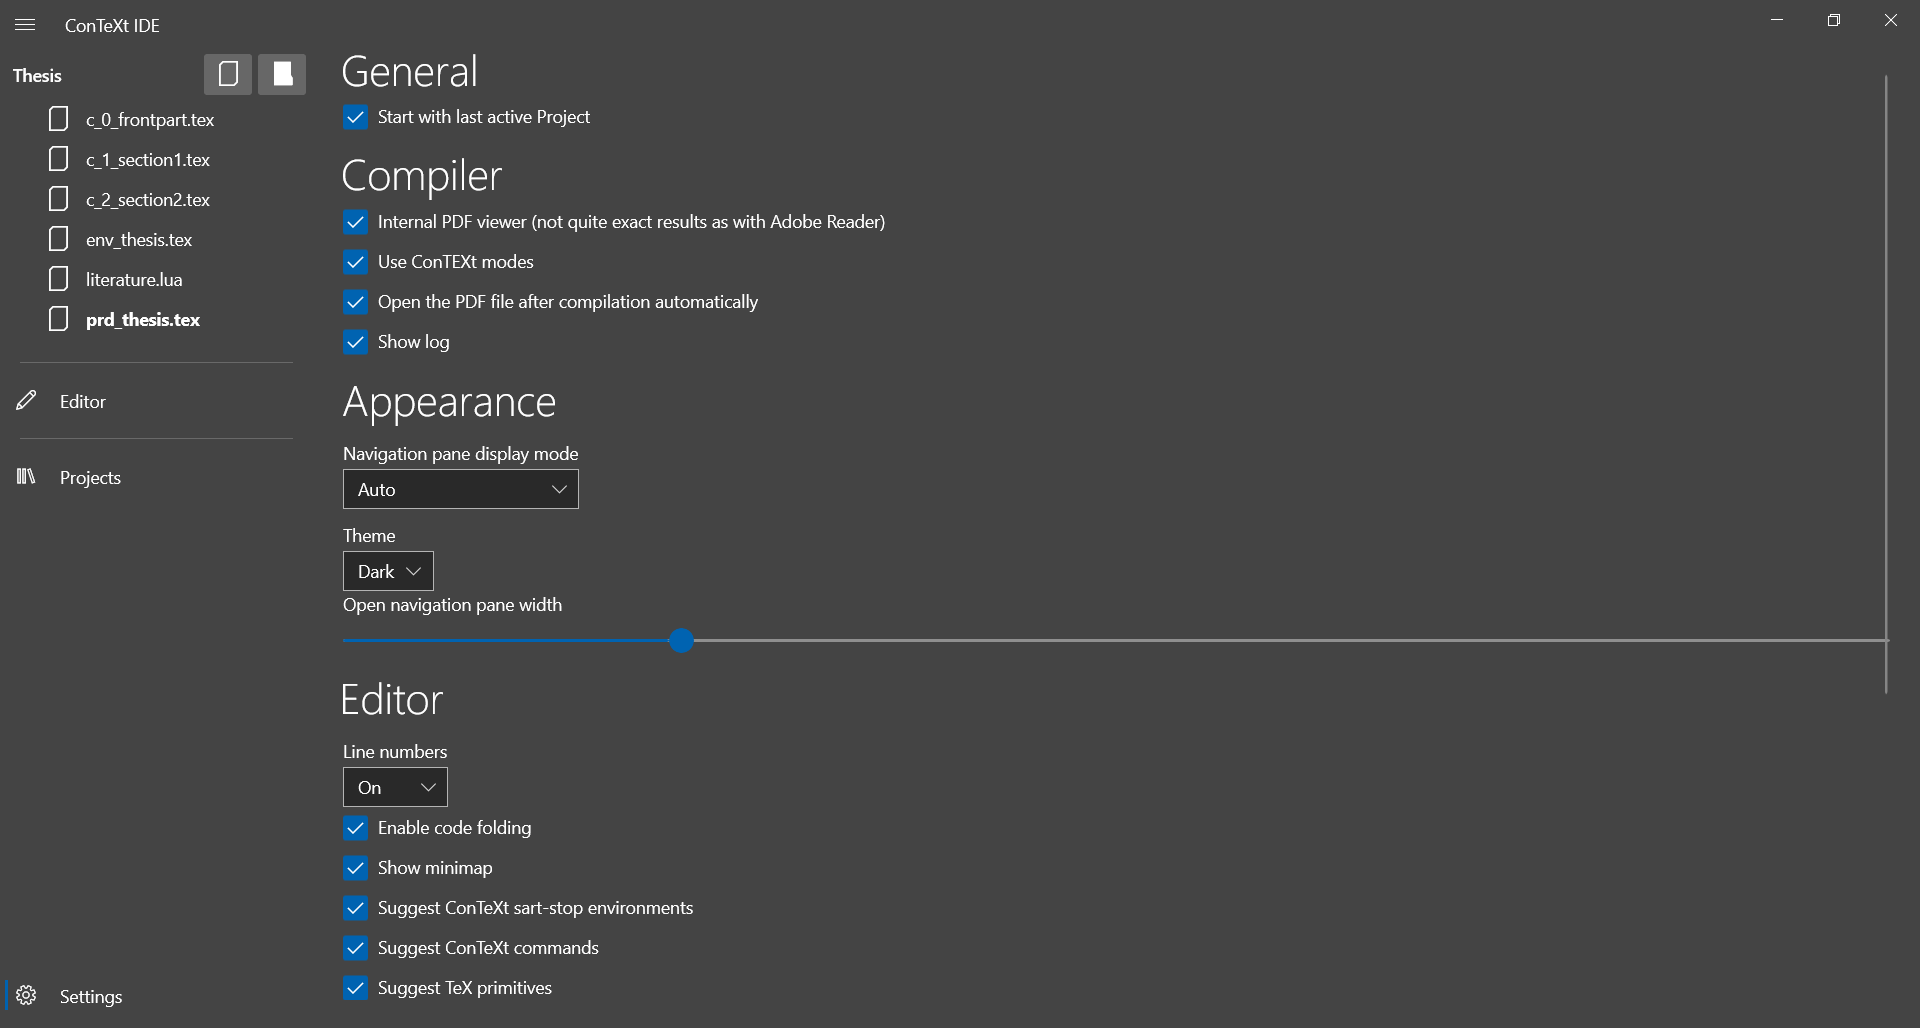 ConTeXt IDE
Thesis
c_0_frontpart.tex
c_1_section1.tex
c_2_section2.tex
env_thesis.tex
literature.lua
prd_thesis.tex
Editor
Projects
Settings
General
Start with last active Project
Compiler
Internal PDF viewer (not quite exact results as with Adobe Reader)
Use ConTEXt modes
Open the PDF file after compilation automatically
Show log
Appearance
Navigation pane display mode
Auto
Theme
Dark
Open navigation pane width
Editor
Line numbers
On
Enable code folding
Show minimap
Suggest ConTeXt sart-stop environments
Suggest ConTeXt commands
Suggest TeX primitives